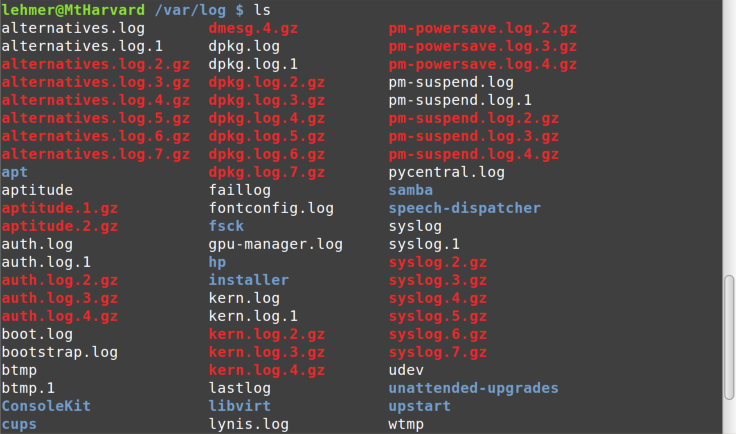 lehmer@MtHarvard /var/log $ ls
alternatives.log dmesg.4.gz pm-powersave.log.2.gz
alternatives.log.1 dpkg.log pm-powersave.log.3.gz
alternatives.log.2.gz dpkg.log.1 pm-powersave.log.4.gz
alternatives.log.3.gz dpkg.log.2.gz pm-suspend.log
alternatives.log.4.gz dpkg.log.3.gz pm-suspend.log.1
alternatives.log.5.gz dpkg.log.4.gz pm-suspend.log.2.gz
alternatives.log.6.gz dpkg.log.5.gz pm-suspend.log.3.gz
alternatives.log.7.gz dpkg.log.6.gz pm-suspend.log.4.gz
apt dpkg.log.7.gz pycentral.log
aptitude faillog samba
aptitude.1.gz fontconfig.log speech-dispatcher
aptitude.2.gz fsck syslog
auth.log gpu-manager.log syslog.1
auth.log.1 hp syslog.2.gz
auth.log.2.gz installer syslog.3.gz
auth.log.3.gz kern.log syslog.4.gz
auth.log.4.gz kern.log.1 syslog.5.gz
boot.log kern.log.2.gz syslog.6.gz
bootstrap.log kern.log.3.gz syslog.7.gz
btmp kern.log.4.gz udev
btmp.1 lastlog unattended-upgrades
ConsoleKit libvirt upstart
cups lynis.log wtmp